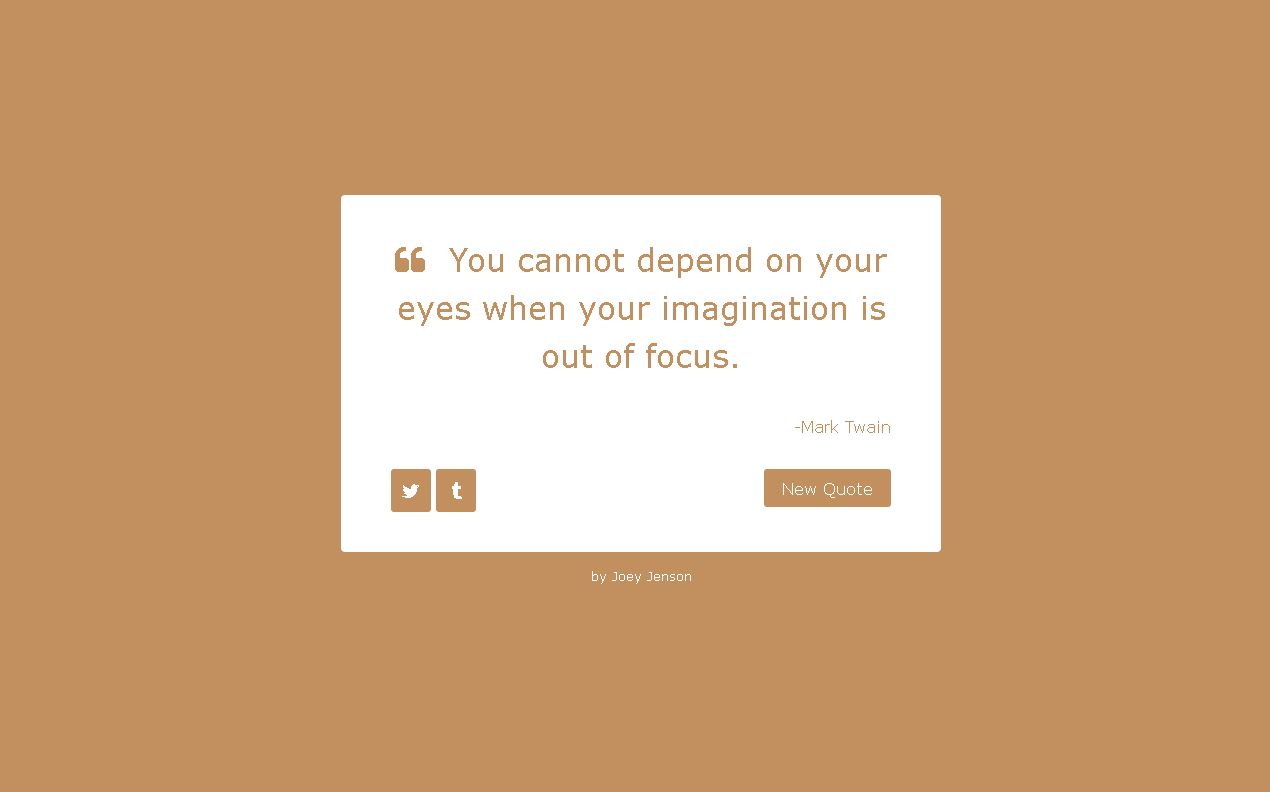 You cannot depend on your
eyes when your imagination is
out of focus.
-Mark Twain
New Quote
by Joey Jenson